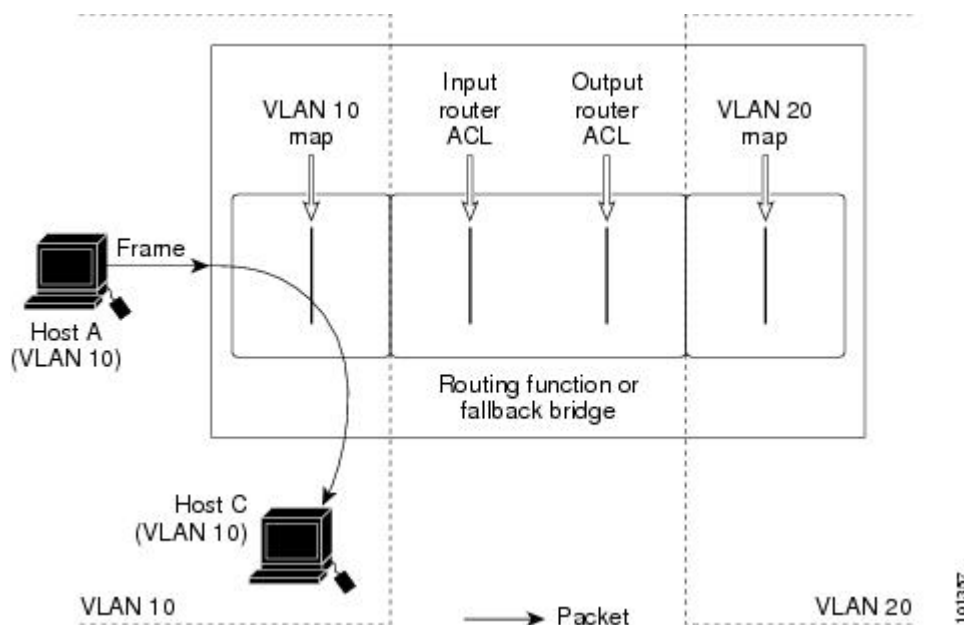 VLAN 10
map
Input
router
ACL
Output
router
ACL
VLAN 20
map
Frame
Host A
(VLAN 10)
Routing function or
fallback bridge
Host C
(VLAN 10)
VLAN 10
Packet
VLAN 20
101357